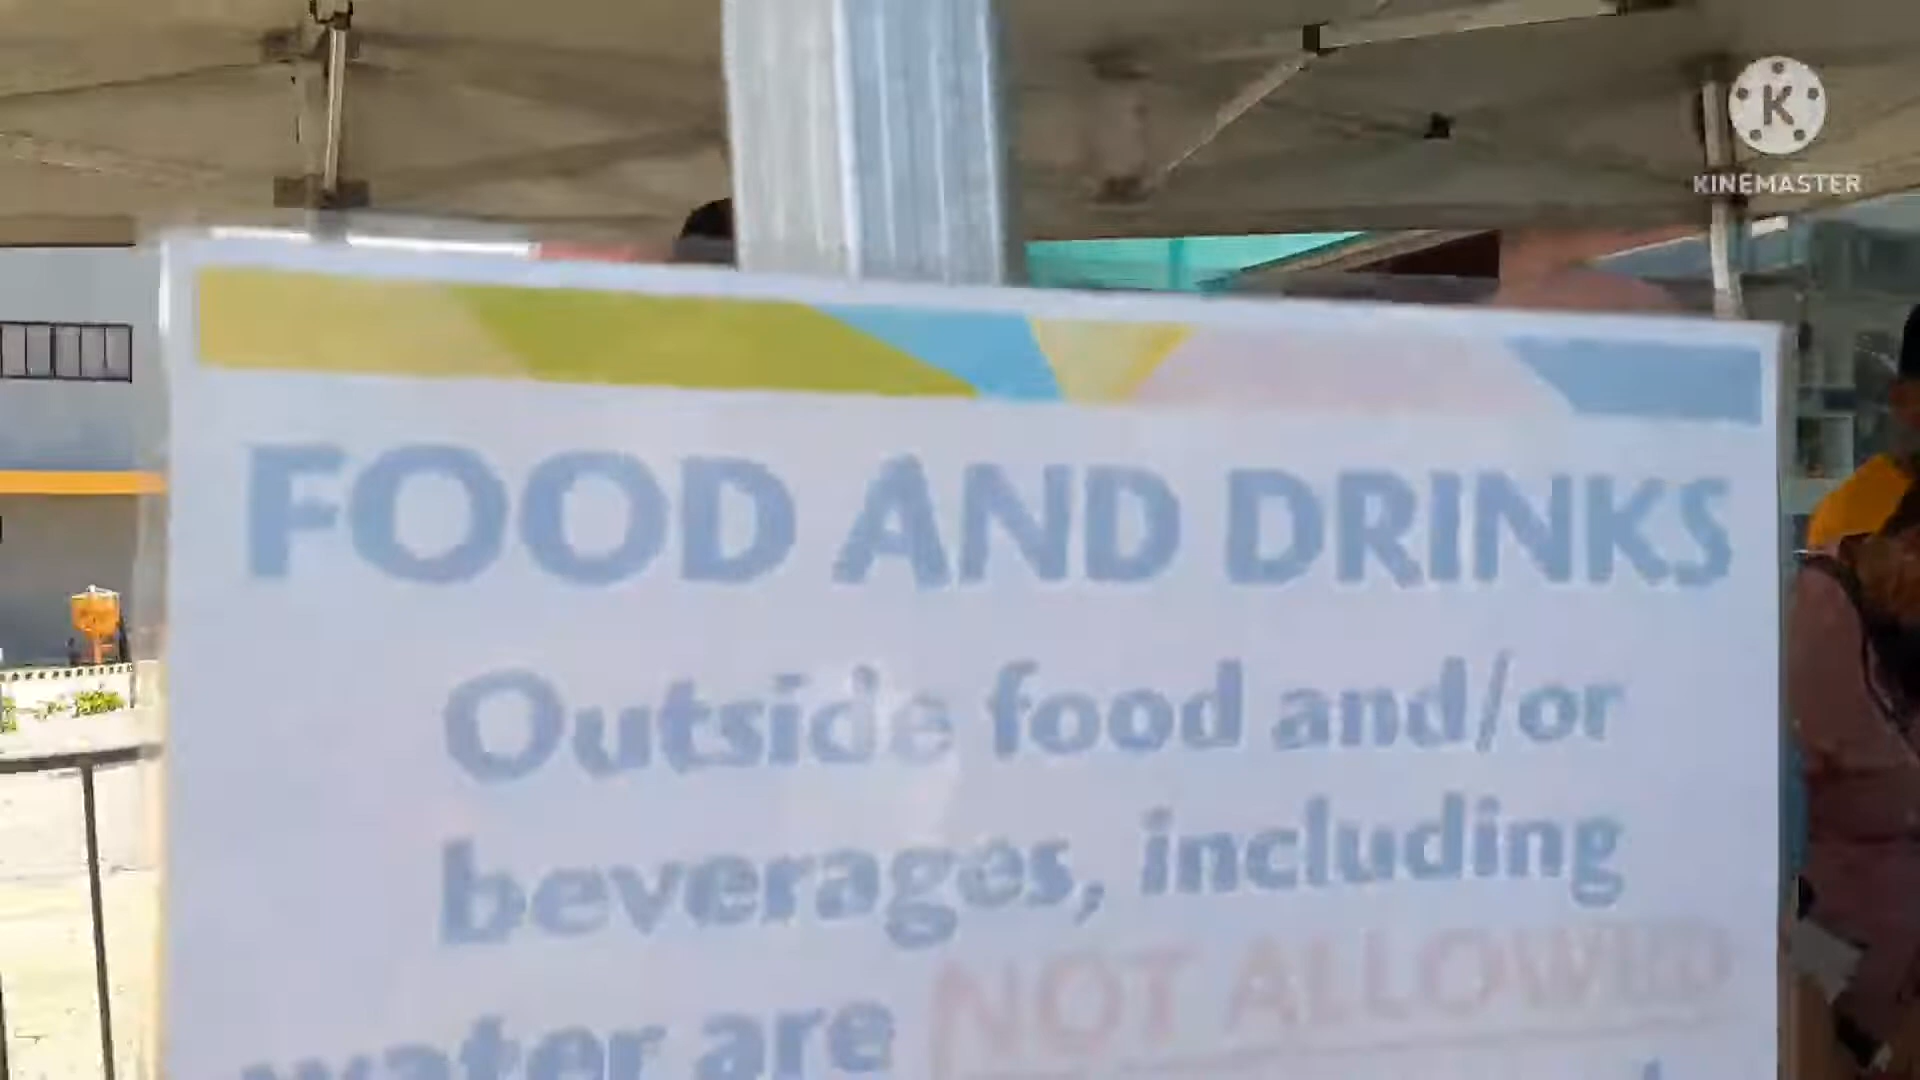 K
KINEMASTER
FOOD AND DRINKS
Outside food and/or
beverages, including
water are NOT ALLOWED